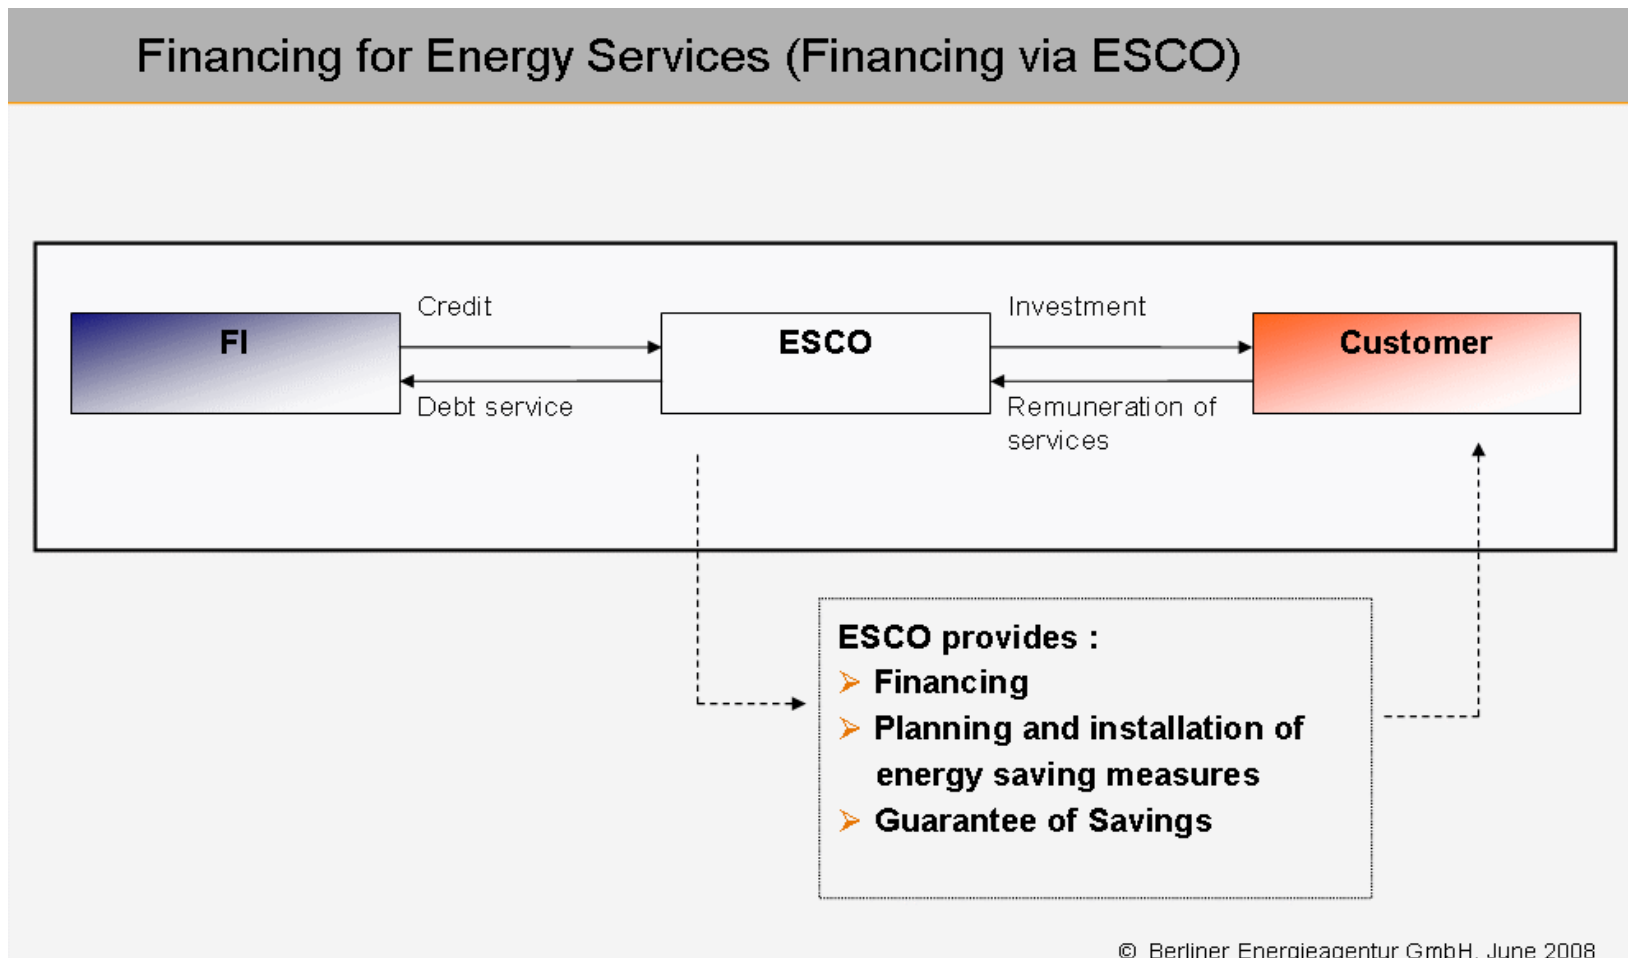 Financing for Energy Services (Financing via ESCO)
Credit
Investment
FI
ESCO
Customer
Debt service
Remuneration of
services
ESCO provides :
Financing
Planning and installation of
energy saving measures
Guarantee of Savings
© Berliner Energieagentur GmbH, June 2008